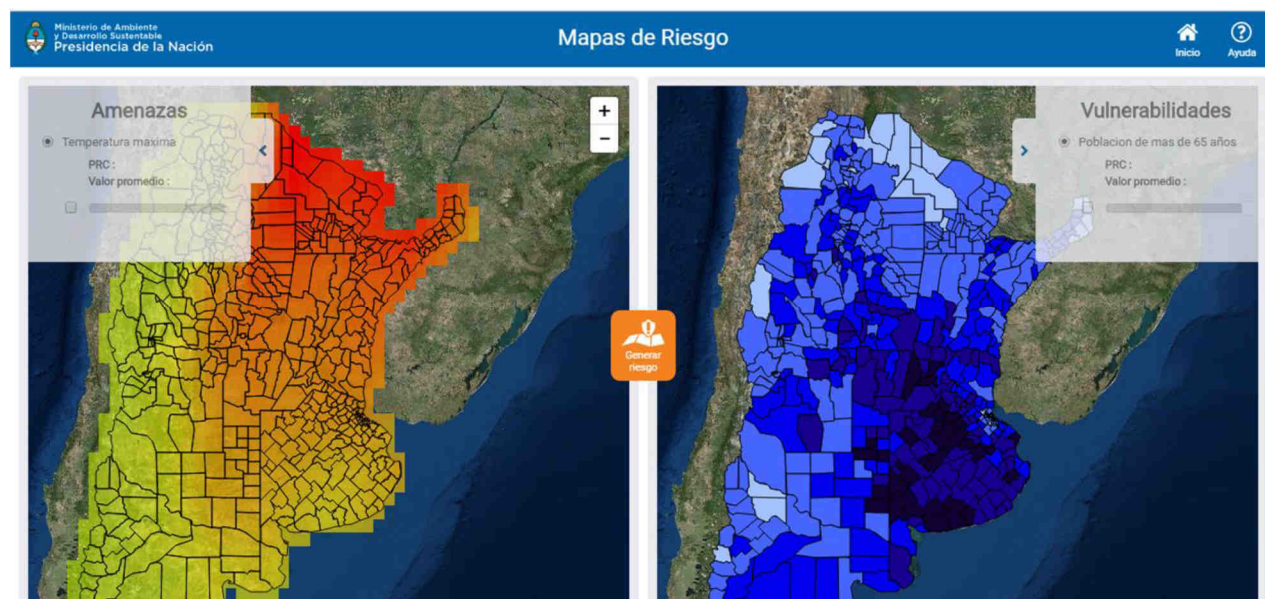 Ministerio de Ambiente
y Desarrollo Sustentable
Presidencia de la Nación
Mapas de Riesgo
Inicio
Ayuda
Amenazas
Temperatura maxima
PRC :
Valor promedio :
+
−
Generar
riesgo
Vulnerabilidades
Poblacion de mas de 65 años
PRC :
Valor promedio :